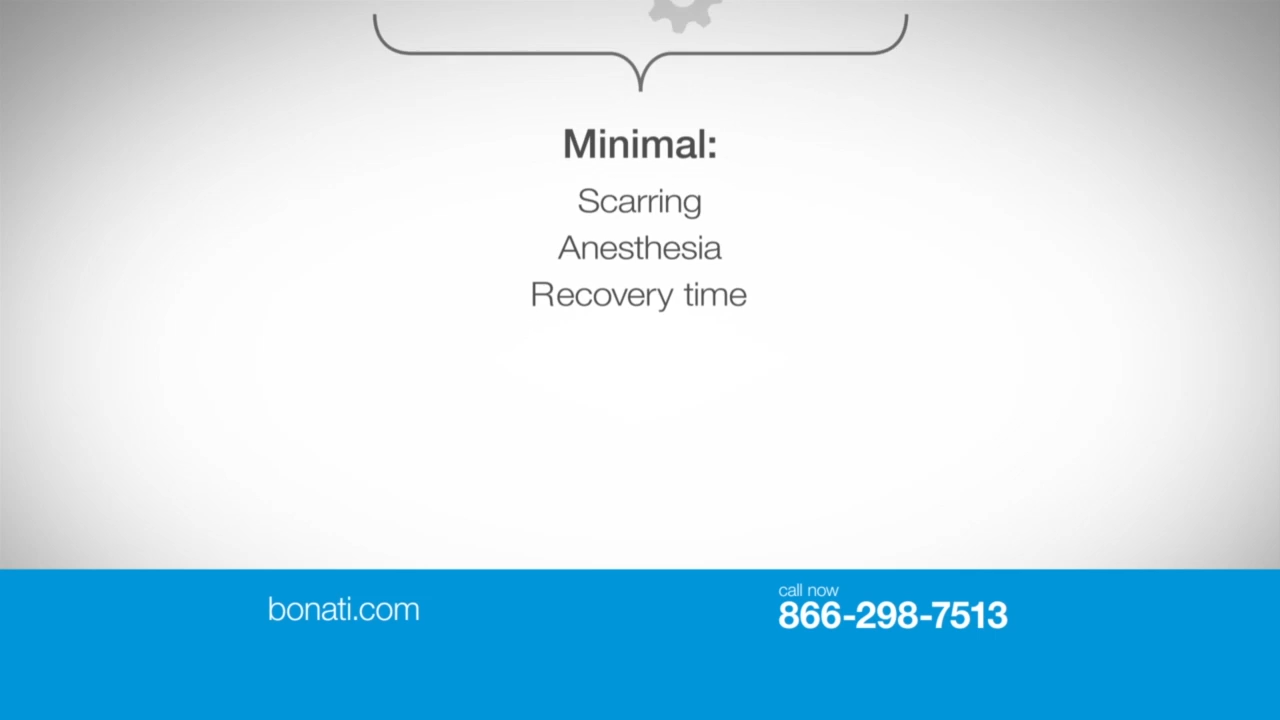 Minimal:
Scarring
Anesthesia
Recovery time
bonati.com
call now
866-298-7513